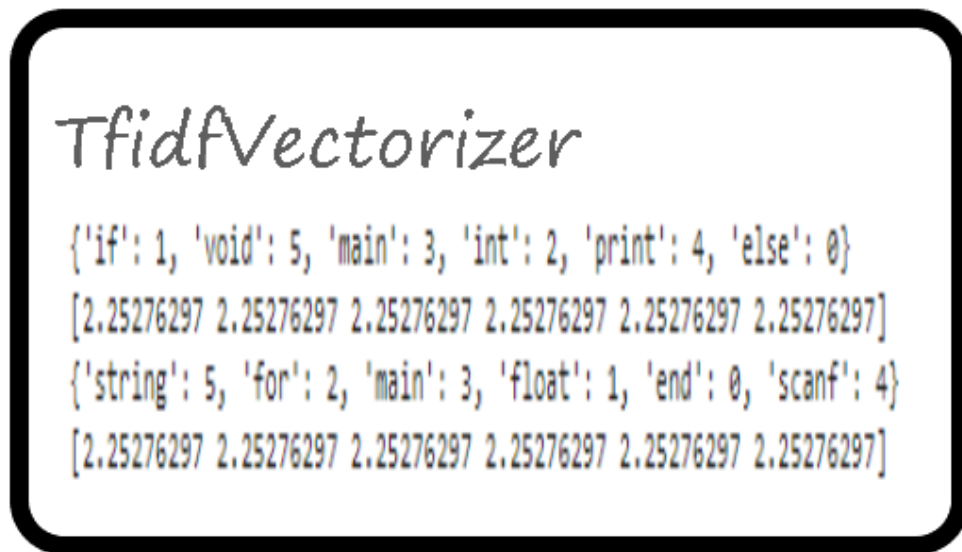 TfidfVectorizer
{'if': 1, 'void': 5, 'main': 3, 'int': 2, 'print': 4, 'else': 0}
[2.25276297 2.25276297 2.25276297 2.25276297 2.25276297 2.25276297]
{'string': 5, 'for': 2, 'main': 3, 'float': 1, 'end': 0, 'scanf': 4}
[2.25276297 2.25276297 2.25276297 2.25276297 2.25276297 2.25276297]